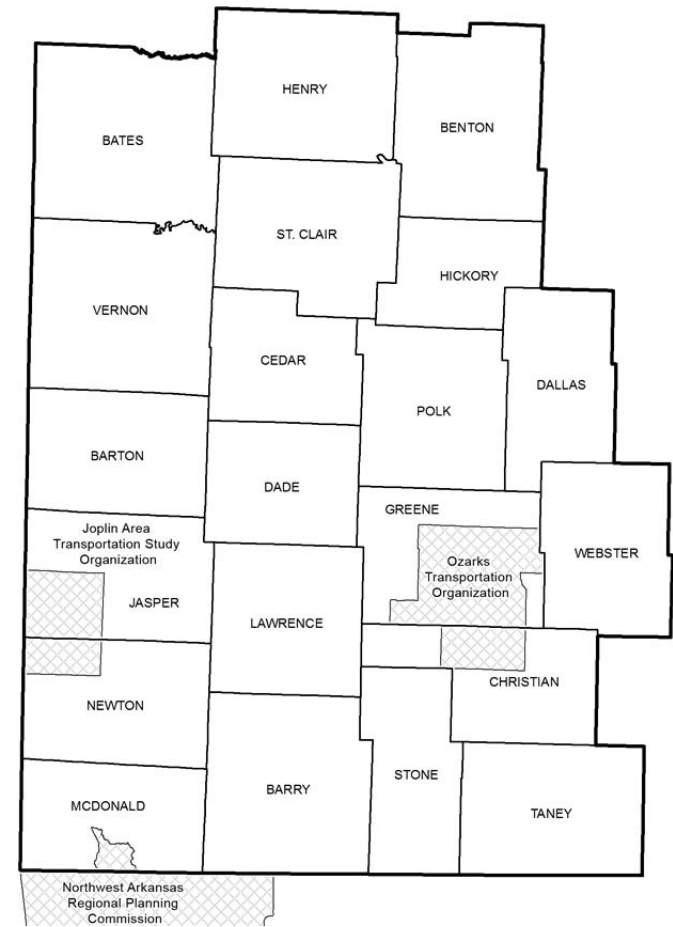 HENRY
BENTON
BATES
ST. CLAIR
HICKORY
VERNON
CEDAR
DALLAS
POLK
BARTON
DADE
GREENE
Joplin Area
Transportation Study
Organization
Ozarks
Transportation
Organization
WEBSTER
JASPER
LAWRENCE
CHRISTIAN
NEWTON
STONE
BARRY
MCDONALD
TANEY
Northwest Arkansas
Regional Planning
Commission